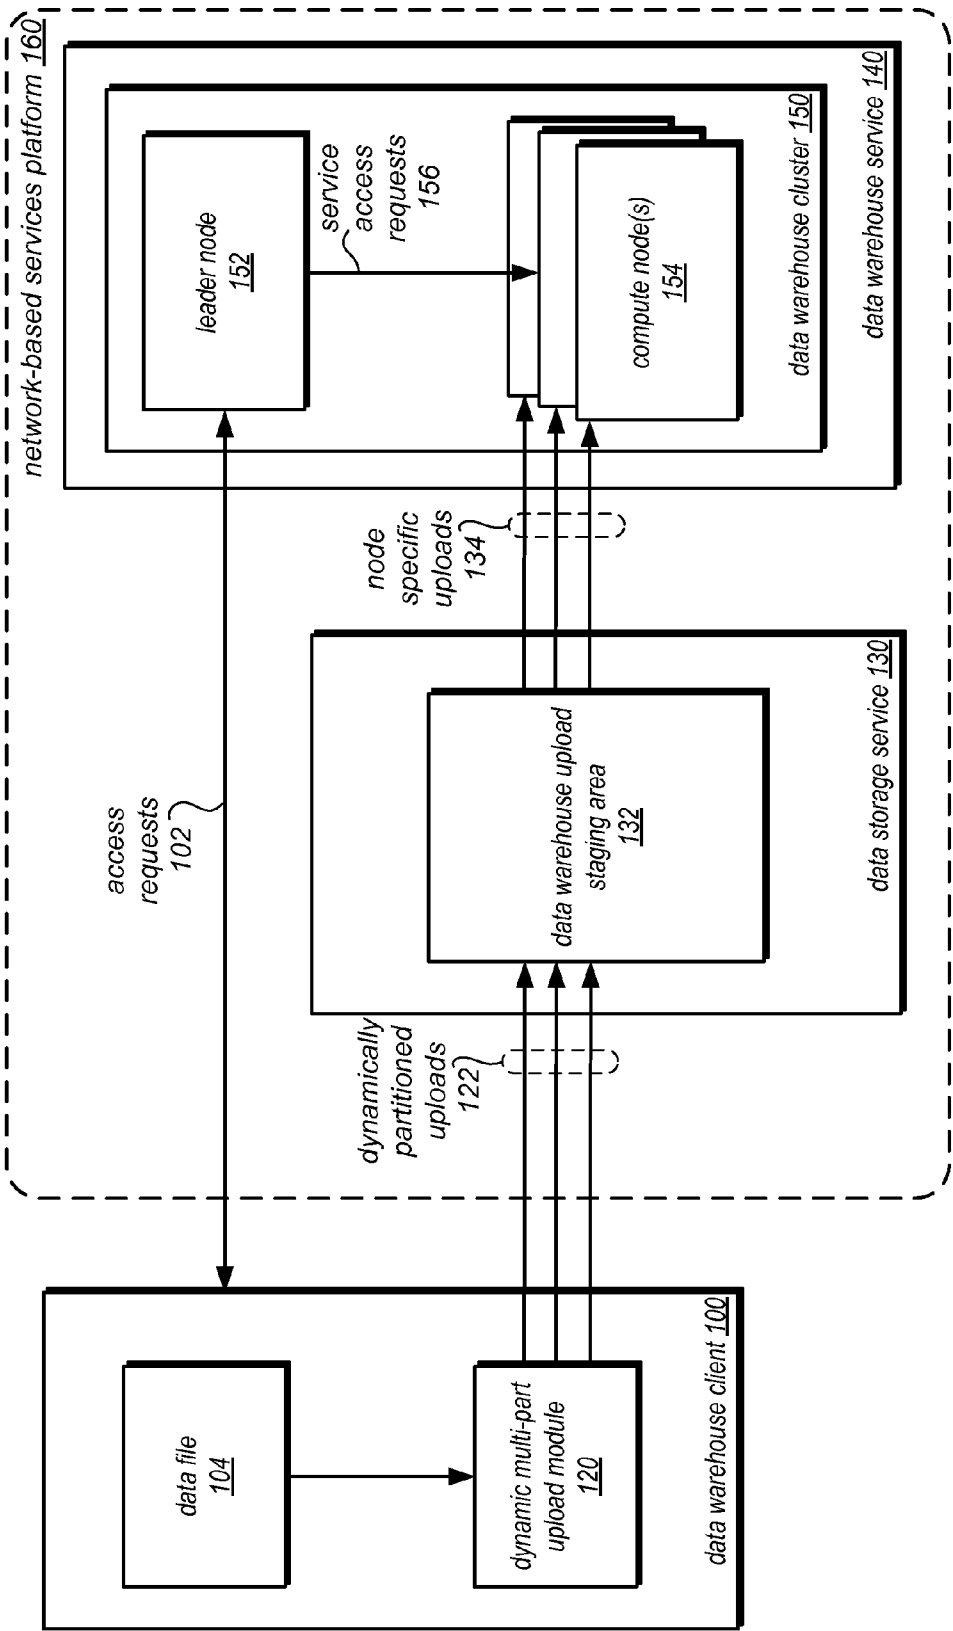 network-based services platform 160
data file
104
dynamic multi-part
upload module
120
data warehouse client 100
access
requests
102
dynamically
partitioned
uploads
122
data warehouse upload
staging area
132
data storage service 130
node
specific
uploads
134
leader node
152
service
access
requests
156
compute node(s)
154
data warehouse cluster 150
data warehouse service 140